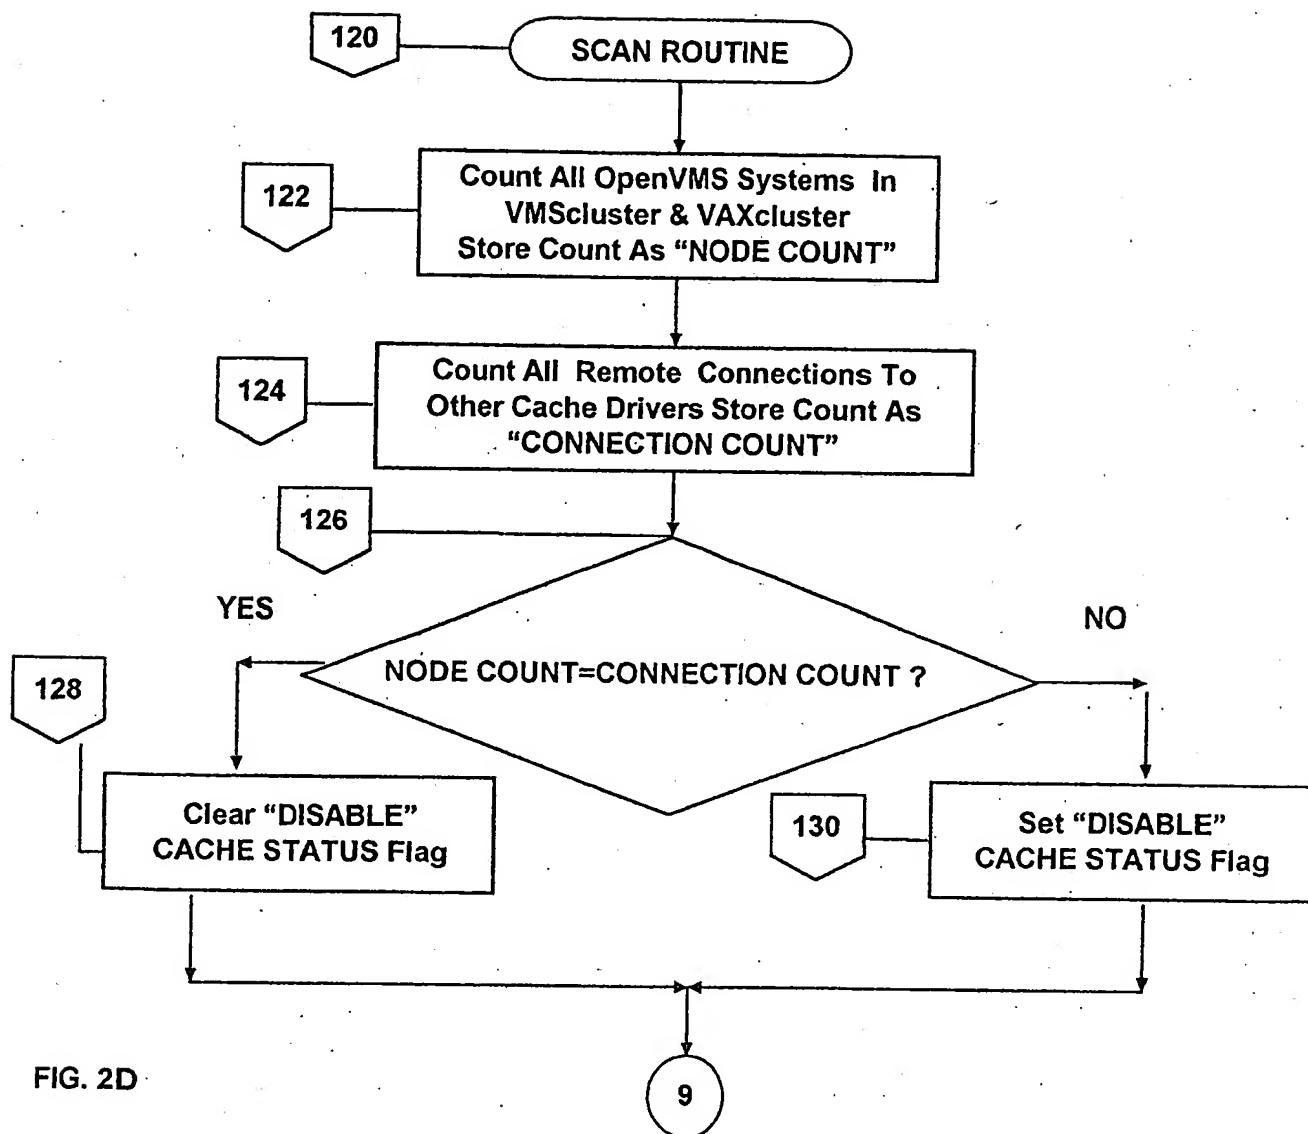 120
SCAN ROUTINE
122
Count All OpenVMS Systems In
VMScluster & VAXcluster
Store Count As “NODE COUNT”
124
Count All Remote Connections To
Other Cache Drivers Store Count As
“CONNECTION COUNT”
126
YES
NO
NODE COUNT=CONNECTION COUNT ?
128
Clear “DISABLE”
CACHE STATUS Flag
130
Set “DISABLE”
CACHE STATUS Flag
FIG. 2D
9